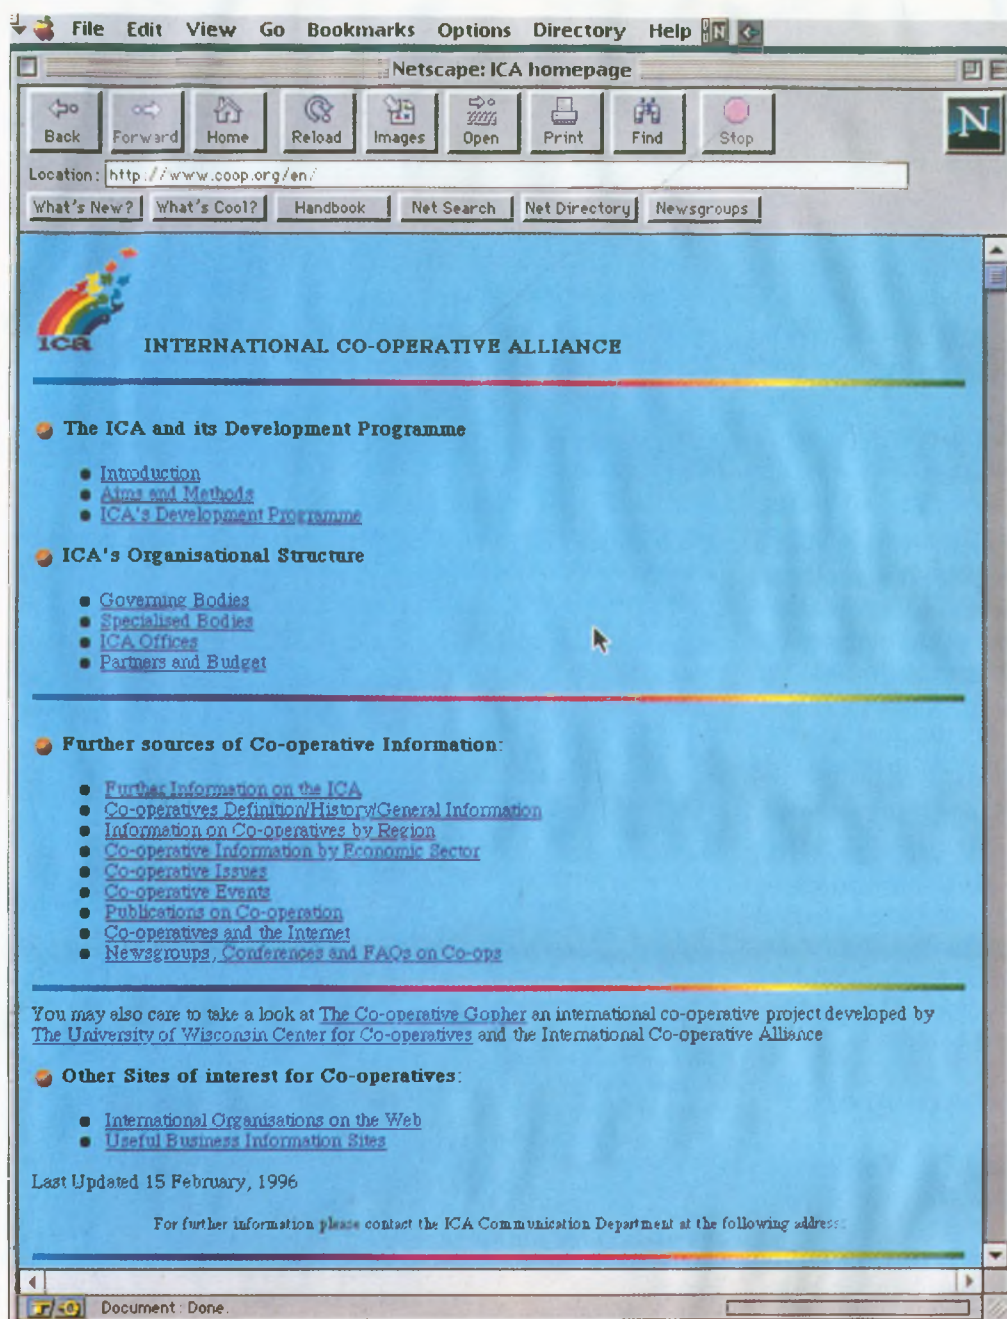 File Edit View Go Bookmarks Options Directory Help
Netscape: ICA homepage
Back Forward Home Reload Images Open Print Find Stop
N
Location: http://www.coop.org/en/
What's New? What's Cool? Handbook Net Search Net Directory Newsgroups
ica
INTERNATIONAL CO-OPERATIVE ALLIANCE
The ICA and its Development Programme
Introduction
Aims and Methods
ICA's Development Programme
ICA's Organisational Structure
Governing Bodies
Specialised Bodies
ICA Offices
Partners and Budget
Further sources of Co-operative Information:
Further Information on the ICA
Co-operatives Definition/History/General Information
Information on Co-operatives by Region
Co-operative Information by Economic Sector
Co-operative Issues
Co-operative Events
Publications on Co-operation
Co-operatives and the Internet
Newsgroups, Conferences and FAQs on Co-ops
You may also care to take a look at The Co-operative Gopher an international co-operative project developed by
The University of Wisconsin Center for Co-operatives and the International Co-operative Alliance
Other Sites of interest for Co-operatives:
International Organisations on the Web
Useful Business Information Sites
Last Updated 15 February, 1996
For further information please contact the ICA Communication Department at the following address:
Document: Done.